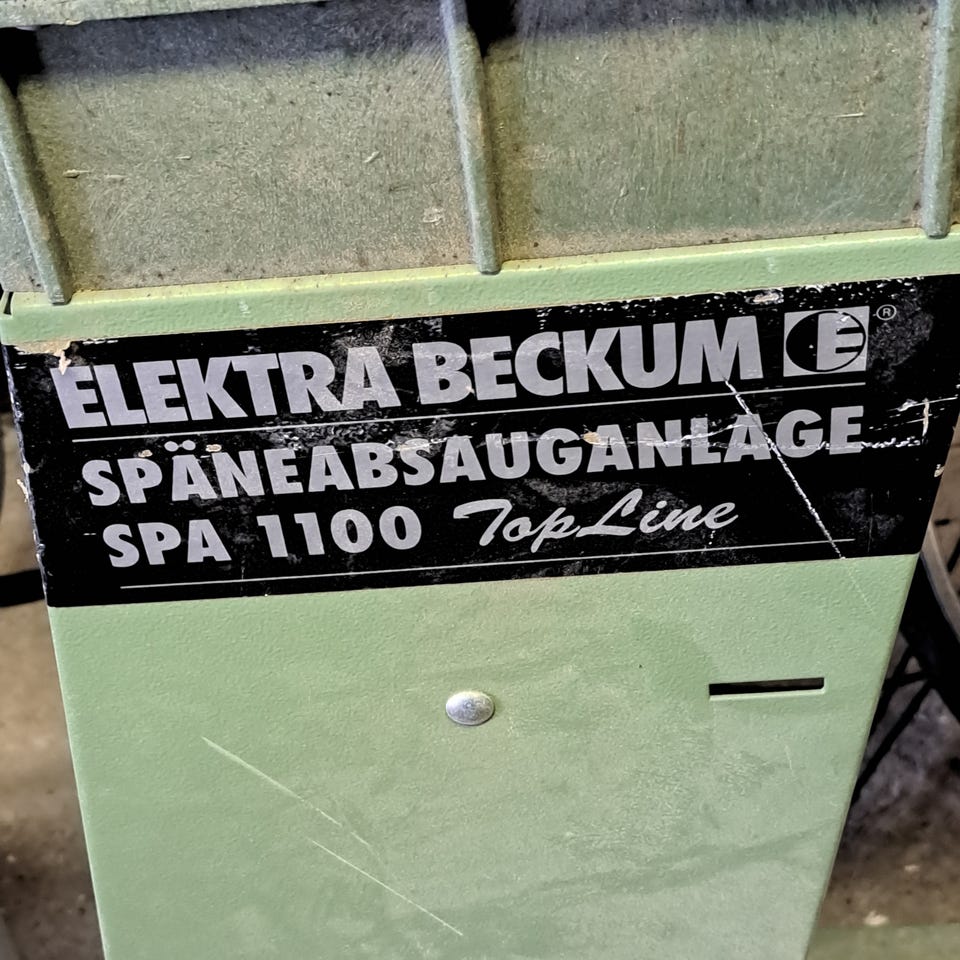 ELEKTRA BECKUM E ®
SPÄNEABSAUGANLAGE
SPA 1100 TopLine